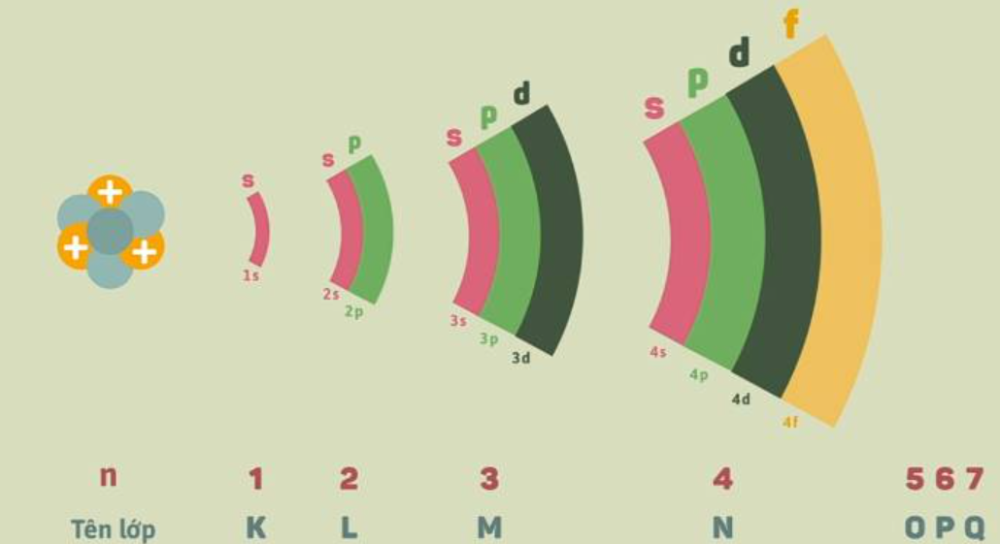 f
d
p
d
s
p
s
p
s
s
+
+
+
1s
2s
2p
3s
3p
3d
4s
4p
4d
4f
n 1 2 3 4 5 6 7
Tên lớp K L M N O P Q